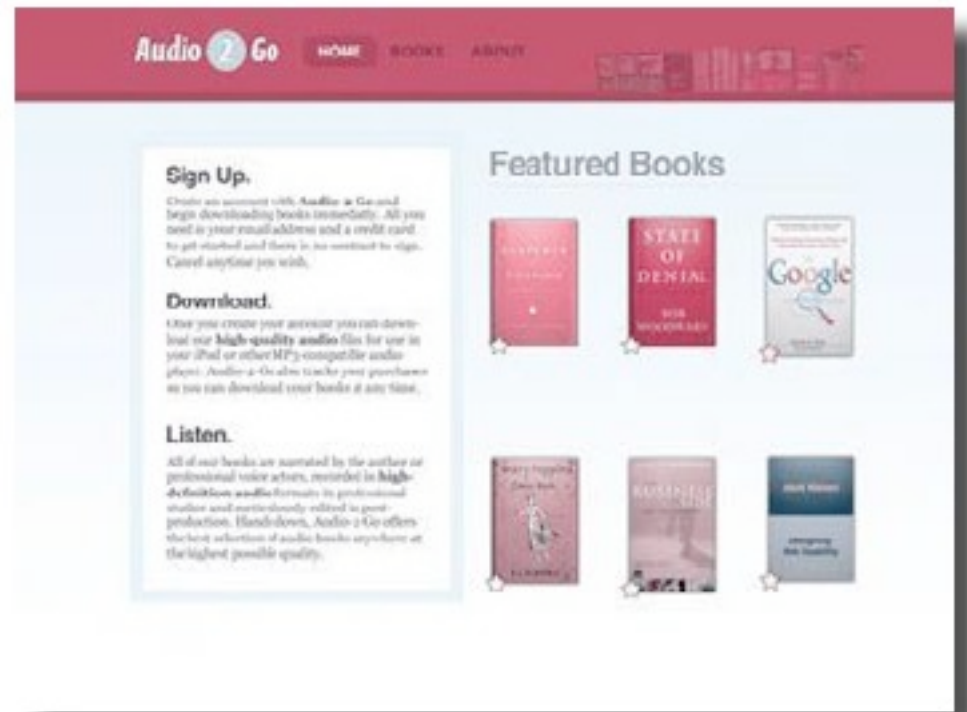 Audio 2 Go
HOME BOOKS ABOUT
Sign Up.
Create an account with Audio-2-Go and
begin downloading books immediatly. All you
need is your email address and a credit card
to get started and there is no contract to sign.
Cancel anytime you wish.
Download.
Once you create your account you can down-
load our high-quality audio files for use in
your iPod or other MP3-compatible audio
player. Audio-2-Go also tracks your purchases
so you can download your books at any time.
Listen.
All of our books are narrated by the author or
professional voice actors, recorded in high-
definition audio formats in professional
studios and meticulously edited in post-
production. Hands down, Audio-2-Go offers
the best selection of audio books anywhere at
the highest possible quality.
Featured Books
STATE
OF
DENIAL
BOB
WOODWARD
Google
BUSINESS
designing
Web Usability